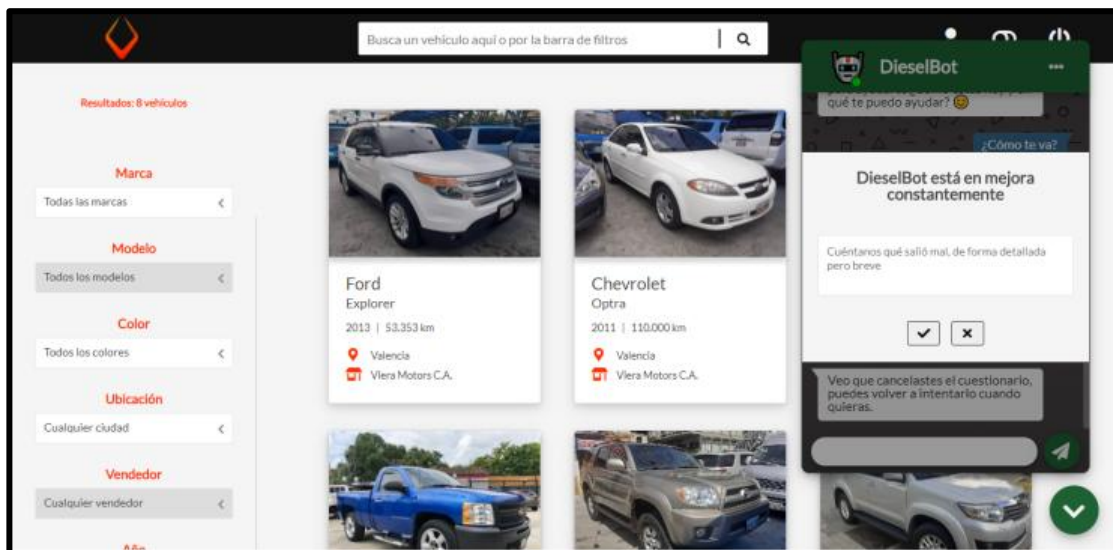 Busca un vehículo aquí o por la barra de filtros
Resultados: 8 vehículos
Marca
Todas las marcas
Modelo
Todos los modelos
Color
Todos los colores
Ubicación
Cualquier ciudad
Vendedor
Cualquier vendedor
Año
Ford
Explorer
2013 | 53.353 km
Valencia
Viera Motors C.A.
Chevrolet
Optra
2011 | 110.000 km
Valencia
Viera Motors C.A.
DieselBot
qué te puedo ayudar?
¿Cómo te va?
DieselBot está en mejora
constantemente
Cuéntanos qué salió mal, de forma detallada
pero breve
Veo que cancelastes el cuestionario,
puedes volver a intentarlo cuando
quieras.